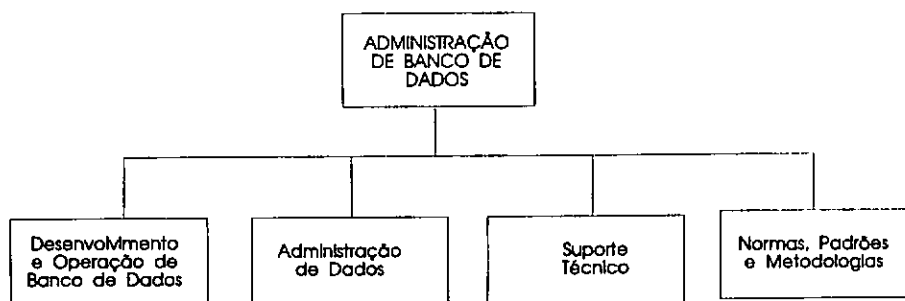 ADMINISTRAÇÃO
DE BANCO DE
DADOS
Desenvolvimento
e Operação de
Banco de Dados
Administração
de Dados
Suporte
Técnico
Normas, Padrões
e Metodologias